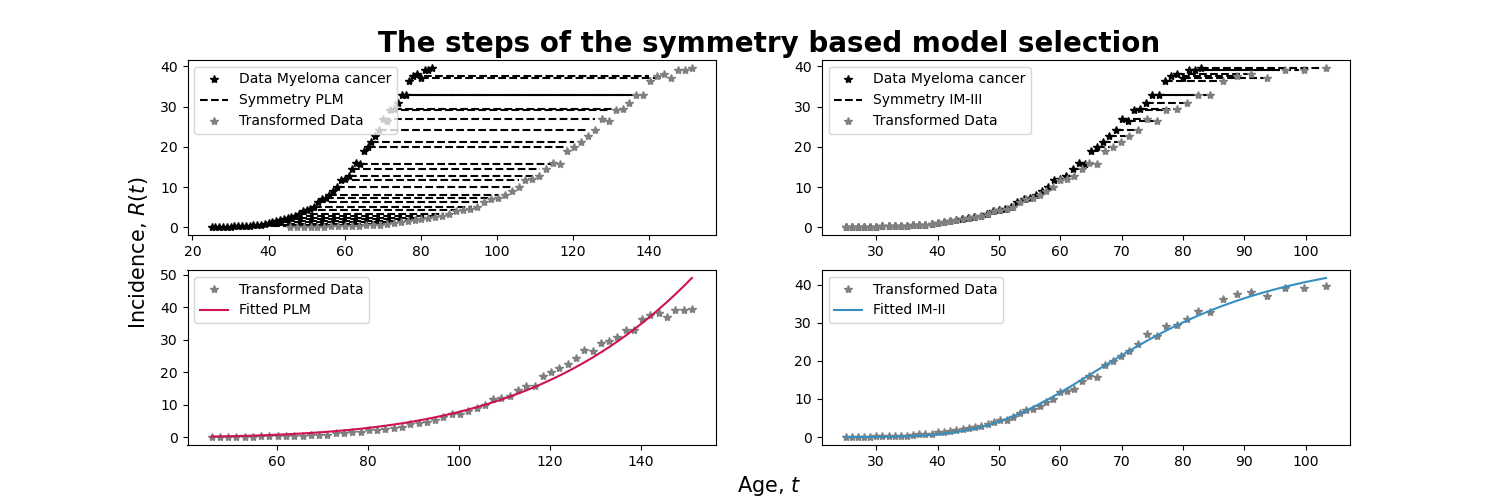 The steps of the symmetry based model selection
Incidence, R(t)
40
30
20
10
0
Data Myeloma cancer
Symmetry PLM
Transformed Data
20 40 60 80 100 120 140
40
30
20
10
0
Data Myeloma cancer
Symmetry IM-III
Transformed Data
30 40 50 60 70 80 90 100
50
40
30
20
10
0
Transformed Data
Fitted PLM
60 80 100 120 140
40
30
20
10
0
Transformed Data
Fitted IM-II
30 40 50 60 70 80 90 100
Age, t